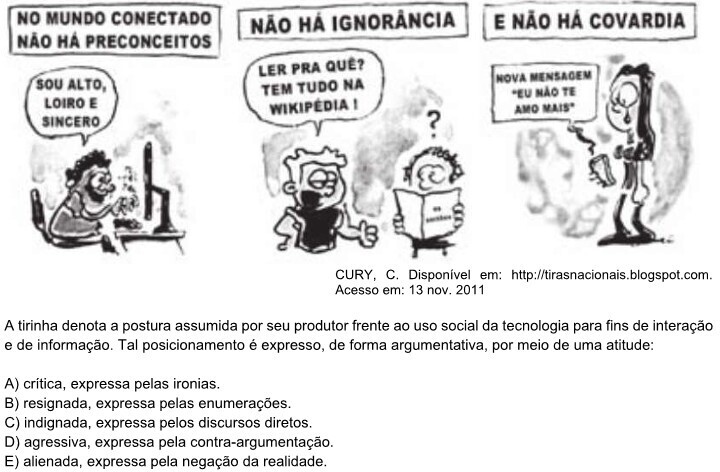 NO MUNDO CONECTADO
NÃO HÁ PRECONCEITOS
SOU ALTO,
LOIRO E
SINCERO
NÃO HÁ IGNORÂNCIA
LER PRA QUÊ?
TEM TUDO NA
WIKIPÉDIA !
?
OS
SERTÕES
E NÃO HÁ COVARDIA
NOVA MENSAGEM
"EU NÃO TE
AMO MAIS"
CURY, C. Disponível em: http://tirasnacionais.blogspot.com.
Acesso em: 13 nov. 2011
A tirinha denota a postura assumida por seu produtor frente ao uso social da tecnologia para fins de interação
e de informação. Tal posicionamento é expresso, de forma argumentativa, por meio de uma atitude:
A) crítica, expressa pelas ironias.
B) resignada, expressa pelas enumerações.
C) indignada, expressa pelos discursos diretos.
D) agressiva, expressa pela contra-argumentação.
E) alienada, expressa pela negação da realidade.